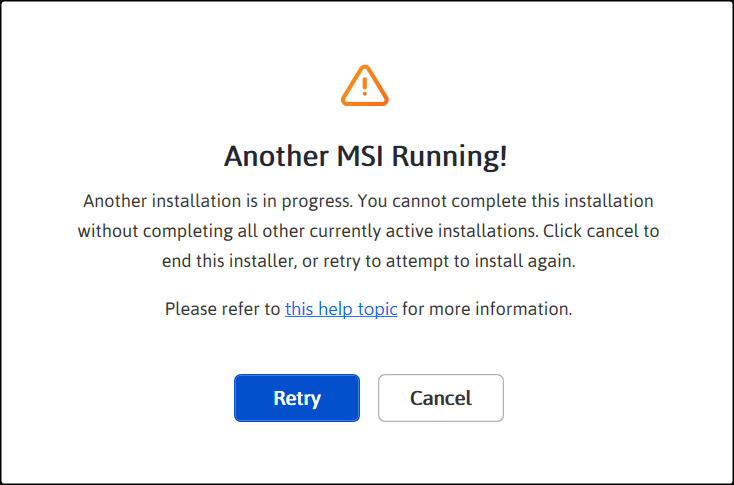 Another MSI Running!
Another installation is in progress. You cannot complete this installation
without completing all other currently active installations. Click cancel to
end this installer, or retry to attempt to install again.
Please refer to this help topic for more information.
Retry
Cancel